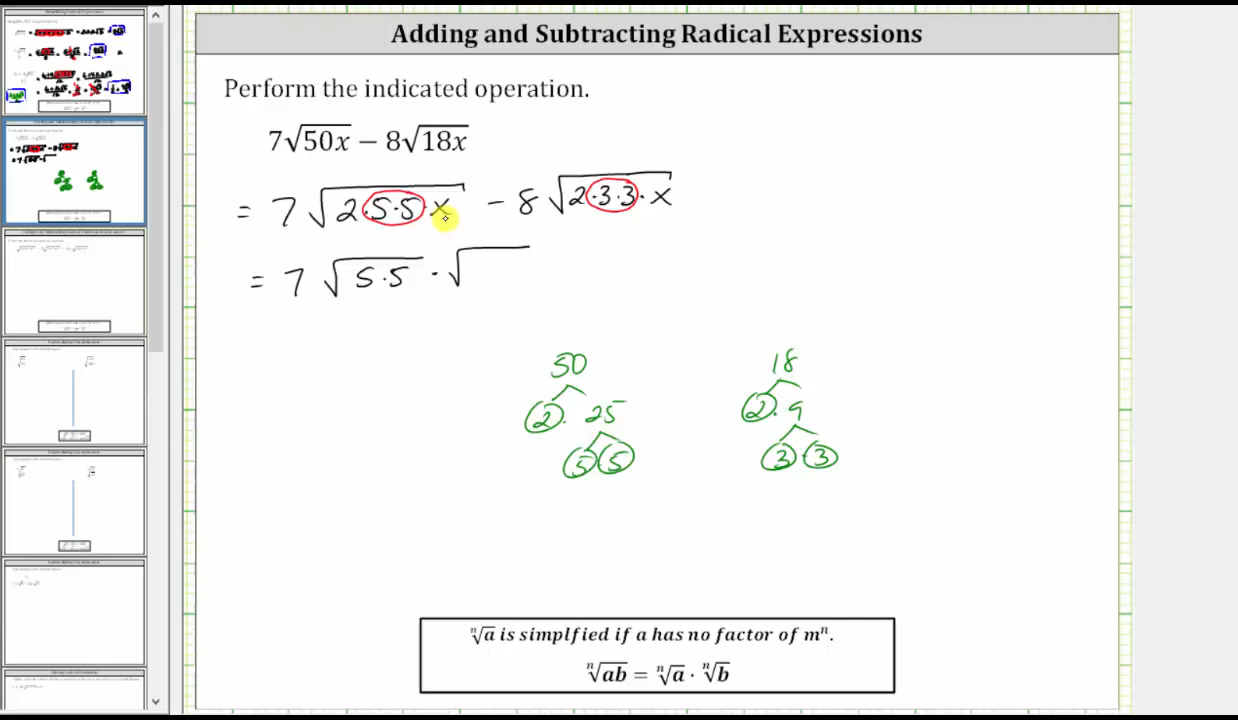 Adding and Subtracting Radical Expressions
Perform the indicated operation.
7√50x − 8√18x
= 7 √2·5·5·x − 8 √2·3·3·x
= 7 √5·5 · √
50
2 · 25
5 5
18
2 · 9
3 · 3
ⁿ√a is simplfied if a has no factor of mⁿ.
ⁿ√ab = ⁿ√a · ⁿ√b